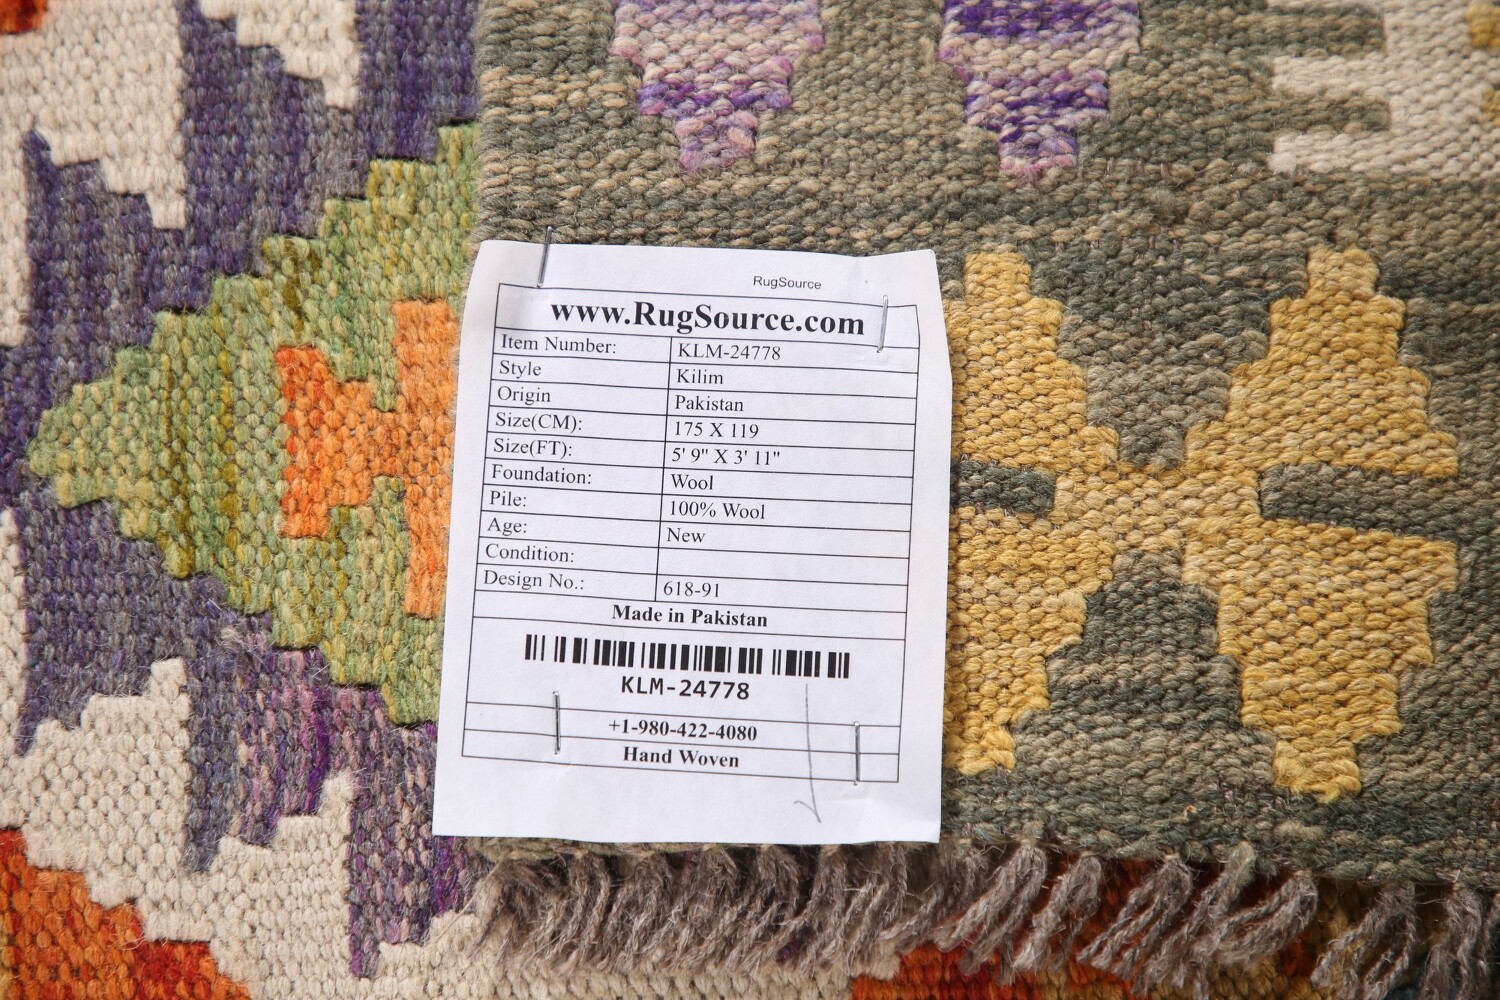 RugSource
www.RugSource.com
Item Number: KLM-24778
Style Kilim
Origin Pakistan
Size(CM): 175 X 119
Size(FT): 5' 9" X 3' 11"
Foundation: Wool
Pile: 100% Wool
Age: New
Condition:
Design No.: 618-91
Made in Pakistan
KLM-24778
+1-980-422-4080
Hand Woven